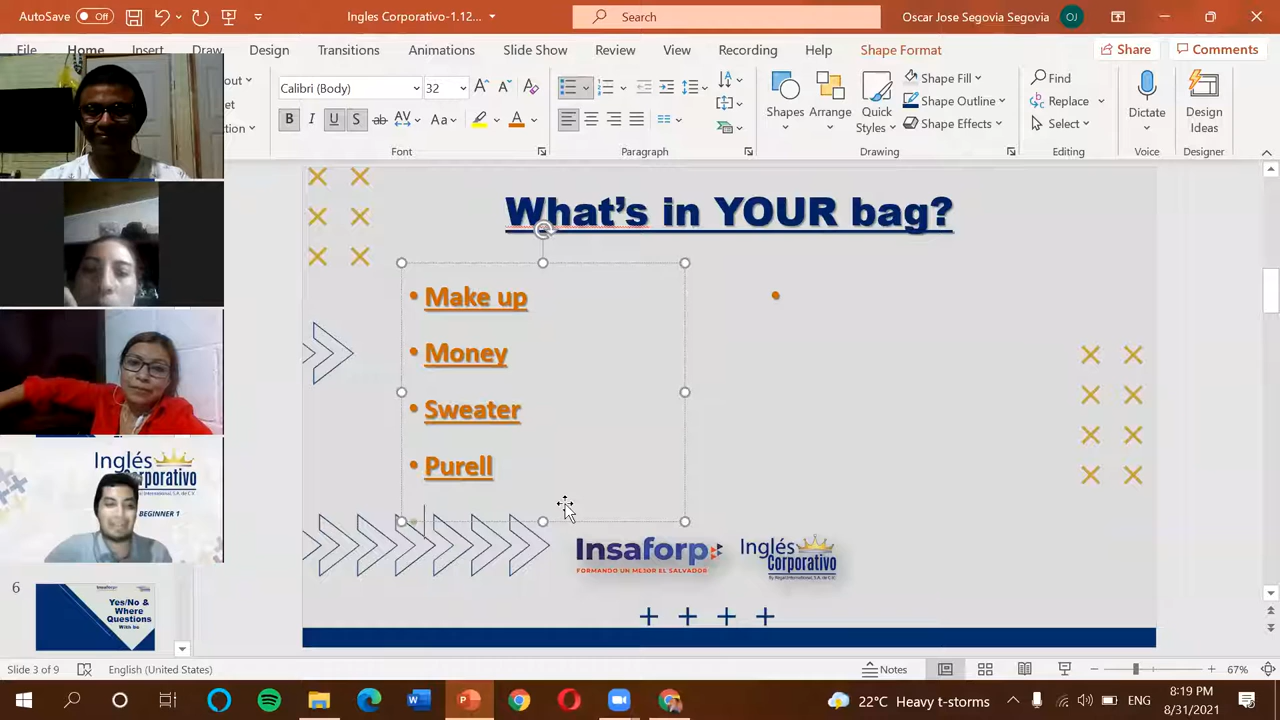 AutoSave Off Ingles Corporativo-1.12... Search Oscar Jose Segovia Segovia OJ
File Home Insert Draw Design Transitions Animations Slide Show Review View Recording Help Shape Format Share Comments
Calibri (Body) 32
Shapes Arrange Quick Styles Shape Fill Shape Outline Shape Effects Find Replace Select Dictate Design Ideas
Font Paragraph Drawing Editing Voice Designer
What's in YOUR bag?
• Make up
• Money
• Sweater
• Purell
Insaforp
FORMANDO UN MEJOR EL SALVADOR
Inglés
Corporativo
Inglés
Corporativo
BEGINNER 1
6
Yes/No &
Where
Questions
With be
Slide 3 of 9 English (United States) Notes 67%
22°C Heavy t-storms ENG 8:19 PM
8/31/2021